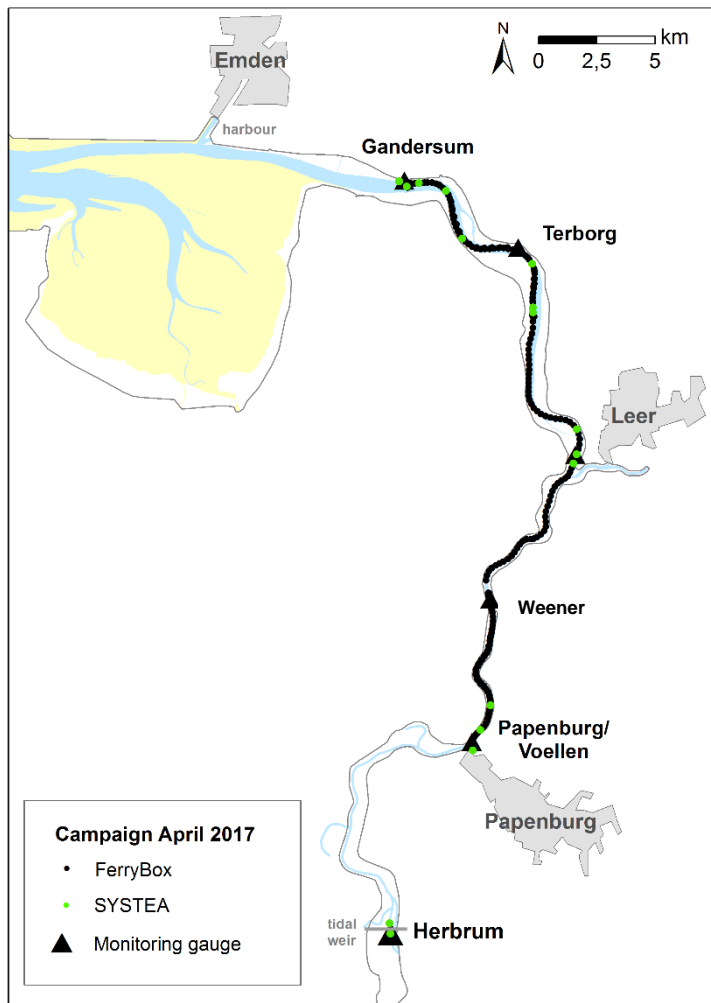 N
km
0 2,5 5
Emden
harbour
Gandersum
Terborg
Leer
Weener
Papenburg/
Voellen
Papenburg
tidal
weir
Herbrum
Campaign April 2017
FerryBox
SYSTEA
Monitoring gauge